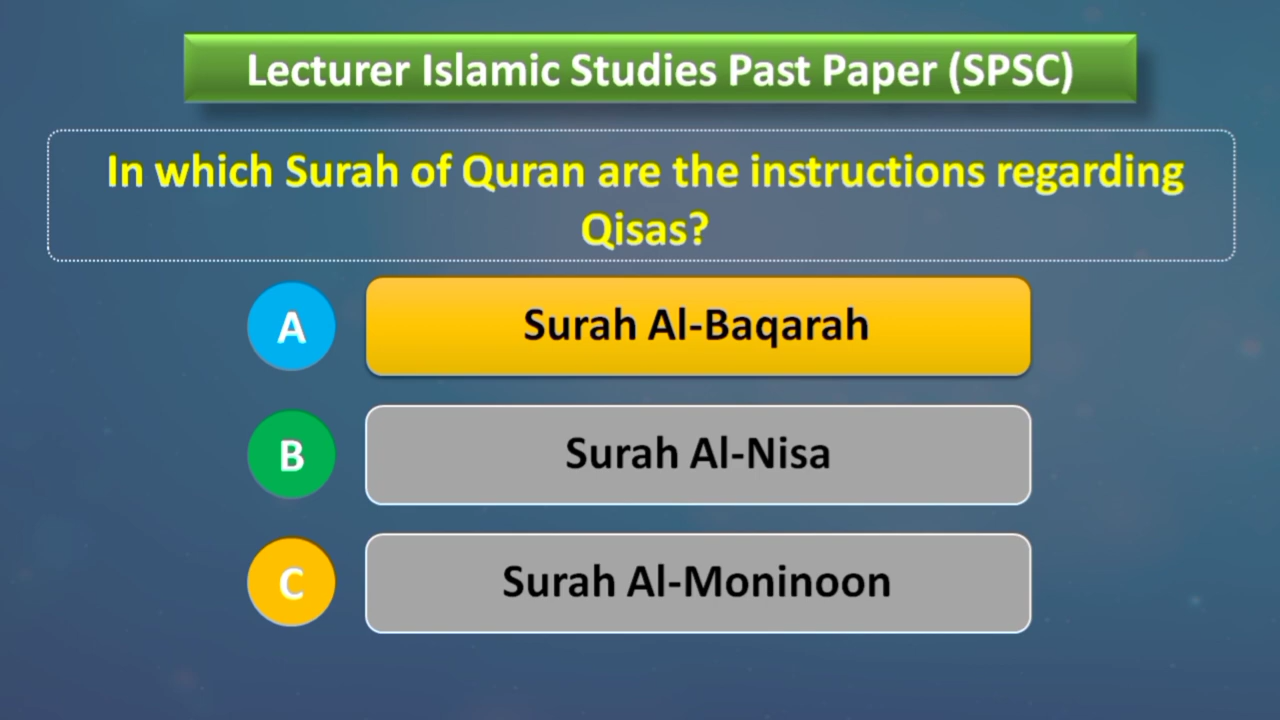 Lecturer Islamic Studies Past Paper (SPSC)
In which Surah of Quran are the instructions regarding
Qisas?
A
Surah Al-Baqarah
B
Surah Al-Nisa
C
Surah Al-Moninoon